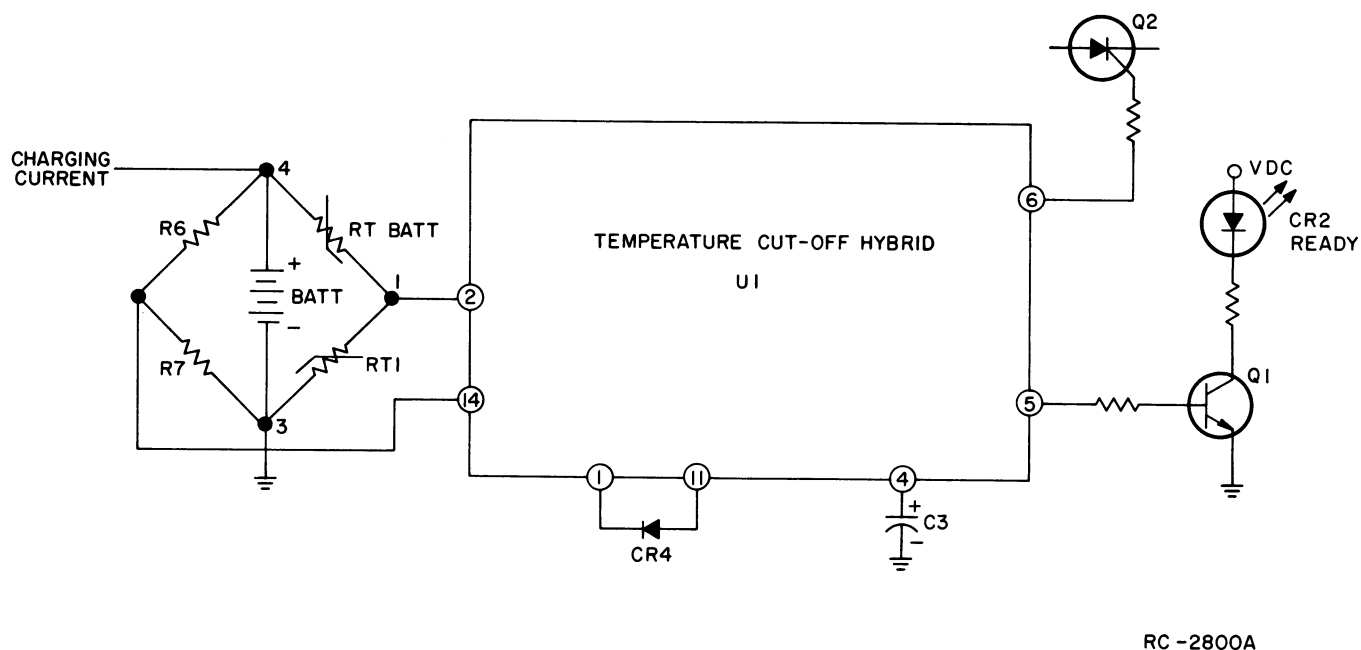 Q2
CHARGING
CURRENT
4
VDC
R6
RT BATT
6
CR2
READY
TEMPERATURE CUT-OFF HYBRID
U1
+
BATT
-
1
2
R7
RT1
Q1
14
5
3
1
11
4
+
C3
-
CR4
RC-2800A